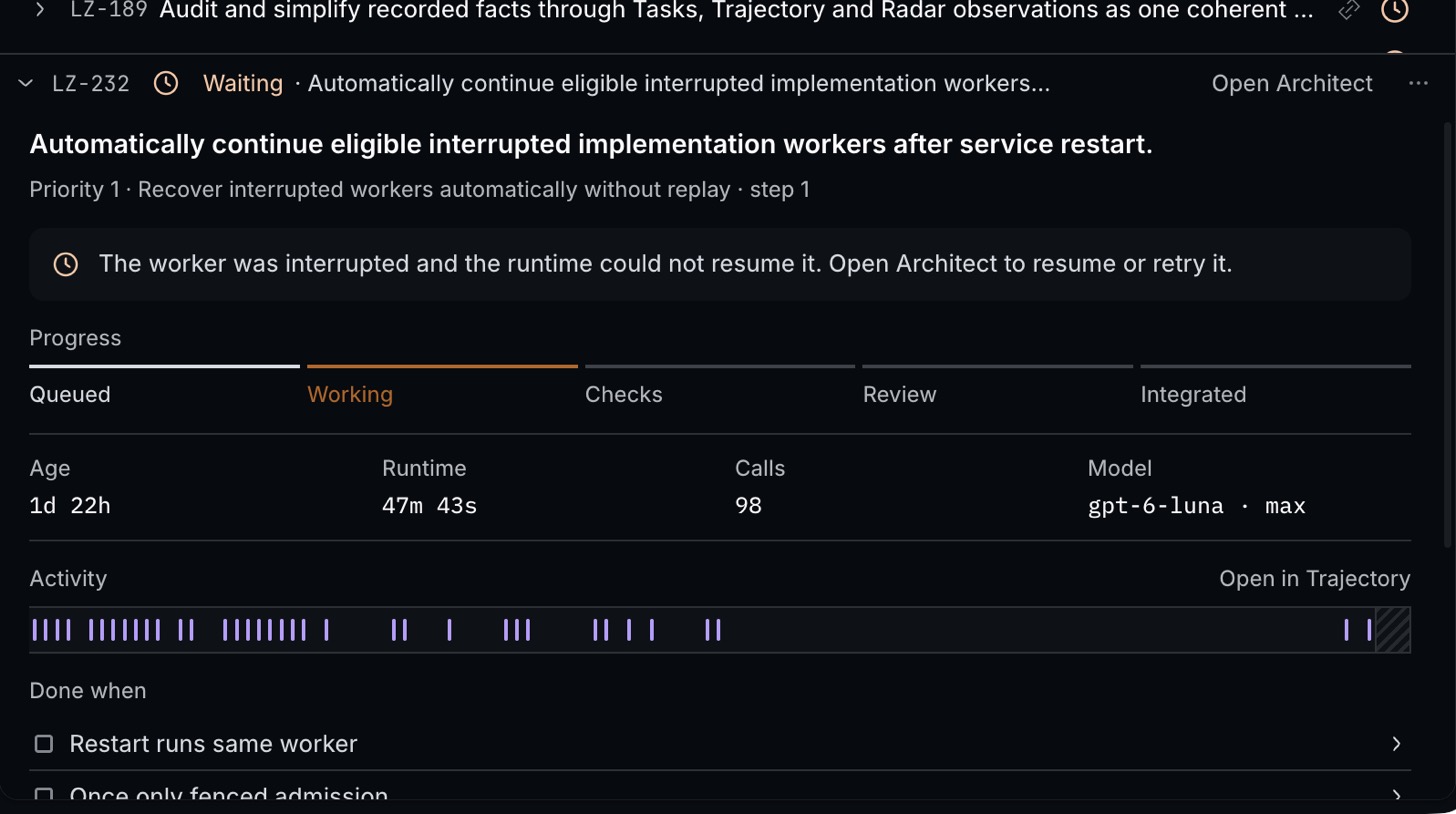 LZ-189 Audit and simplify recorded facts through Tasks, Trajectory and Radar observations as one coherent ...
LZ-232 Waiting · Automatically continue eligible interrupted implementation workers... Open Architect ...
Automatically continue eligible interrupted implementation workers after service restart.
Priority 1 · Recover interrupted workers automatically without replay · step 1
The worker was interrupted and the runtime could not resume it. Open Architect to resume or retry it.
Progress
Queued Working Checks Review Integrated
Age Runtime Calls Model
1d 22h 47m 43s 98 gpt-6-luna · max
Activity Open in Trajectory
Done when
Restart runs same worker
Once only fenced admission